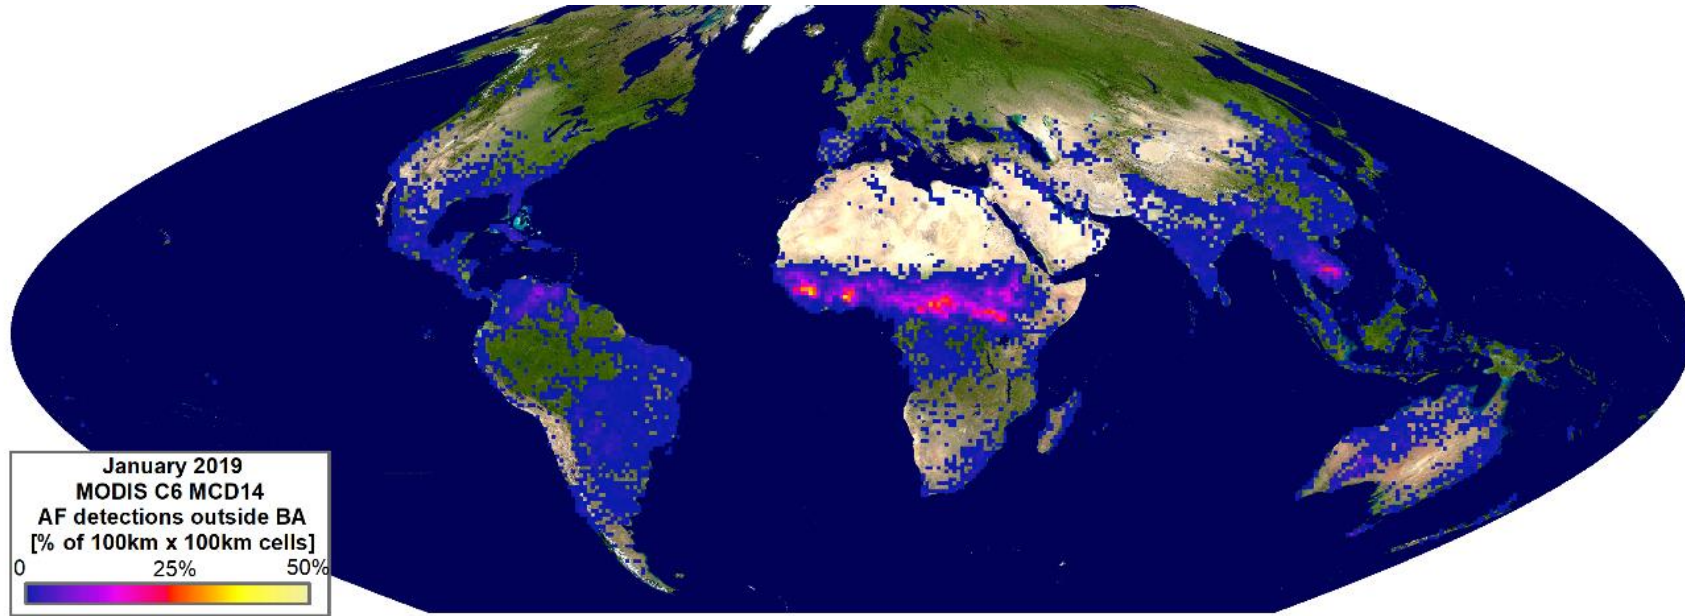 January 2019
MODIS C6 MCD14
AF detections outside BA
[% of 100km x 100km cells]
0 25% 50%